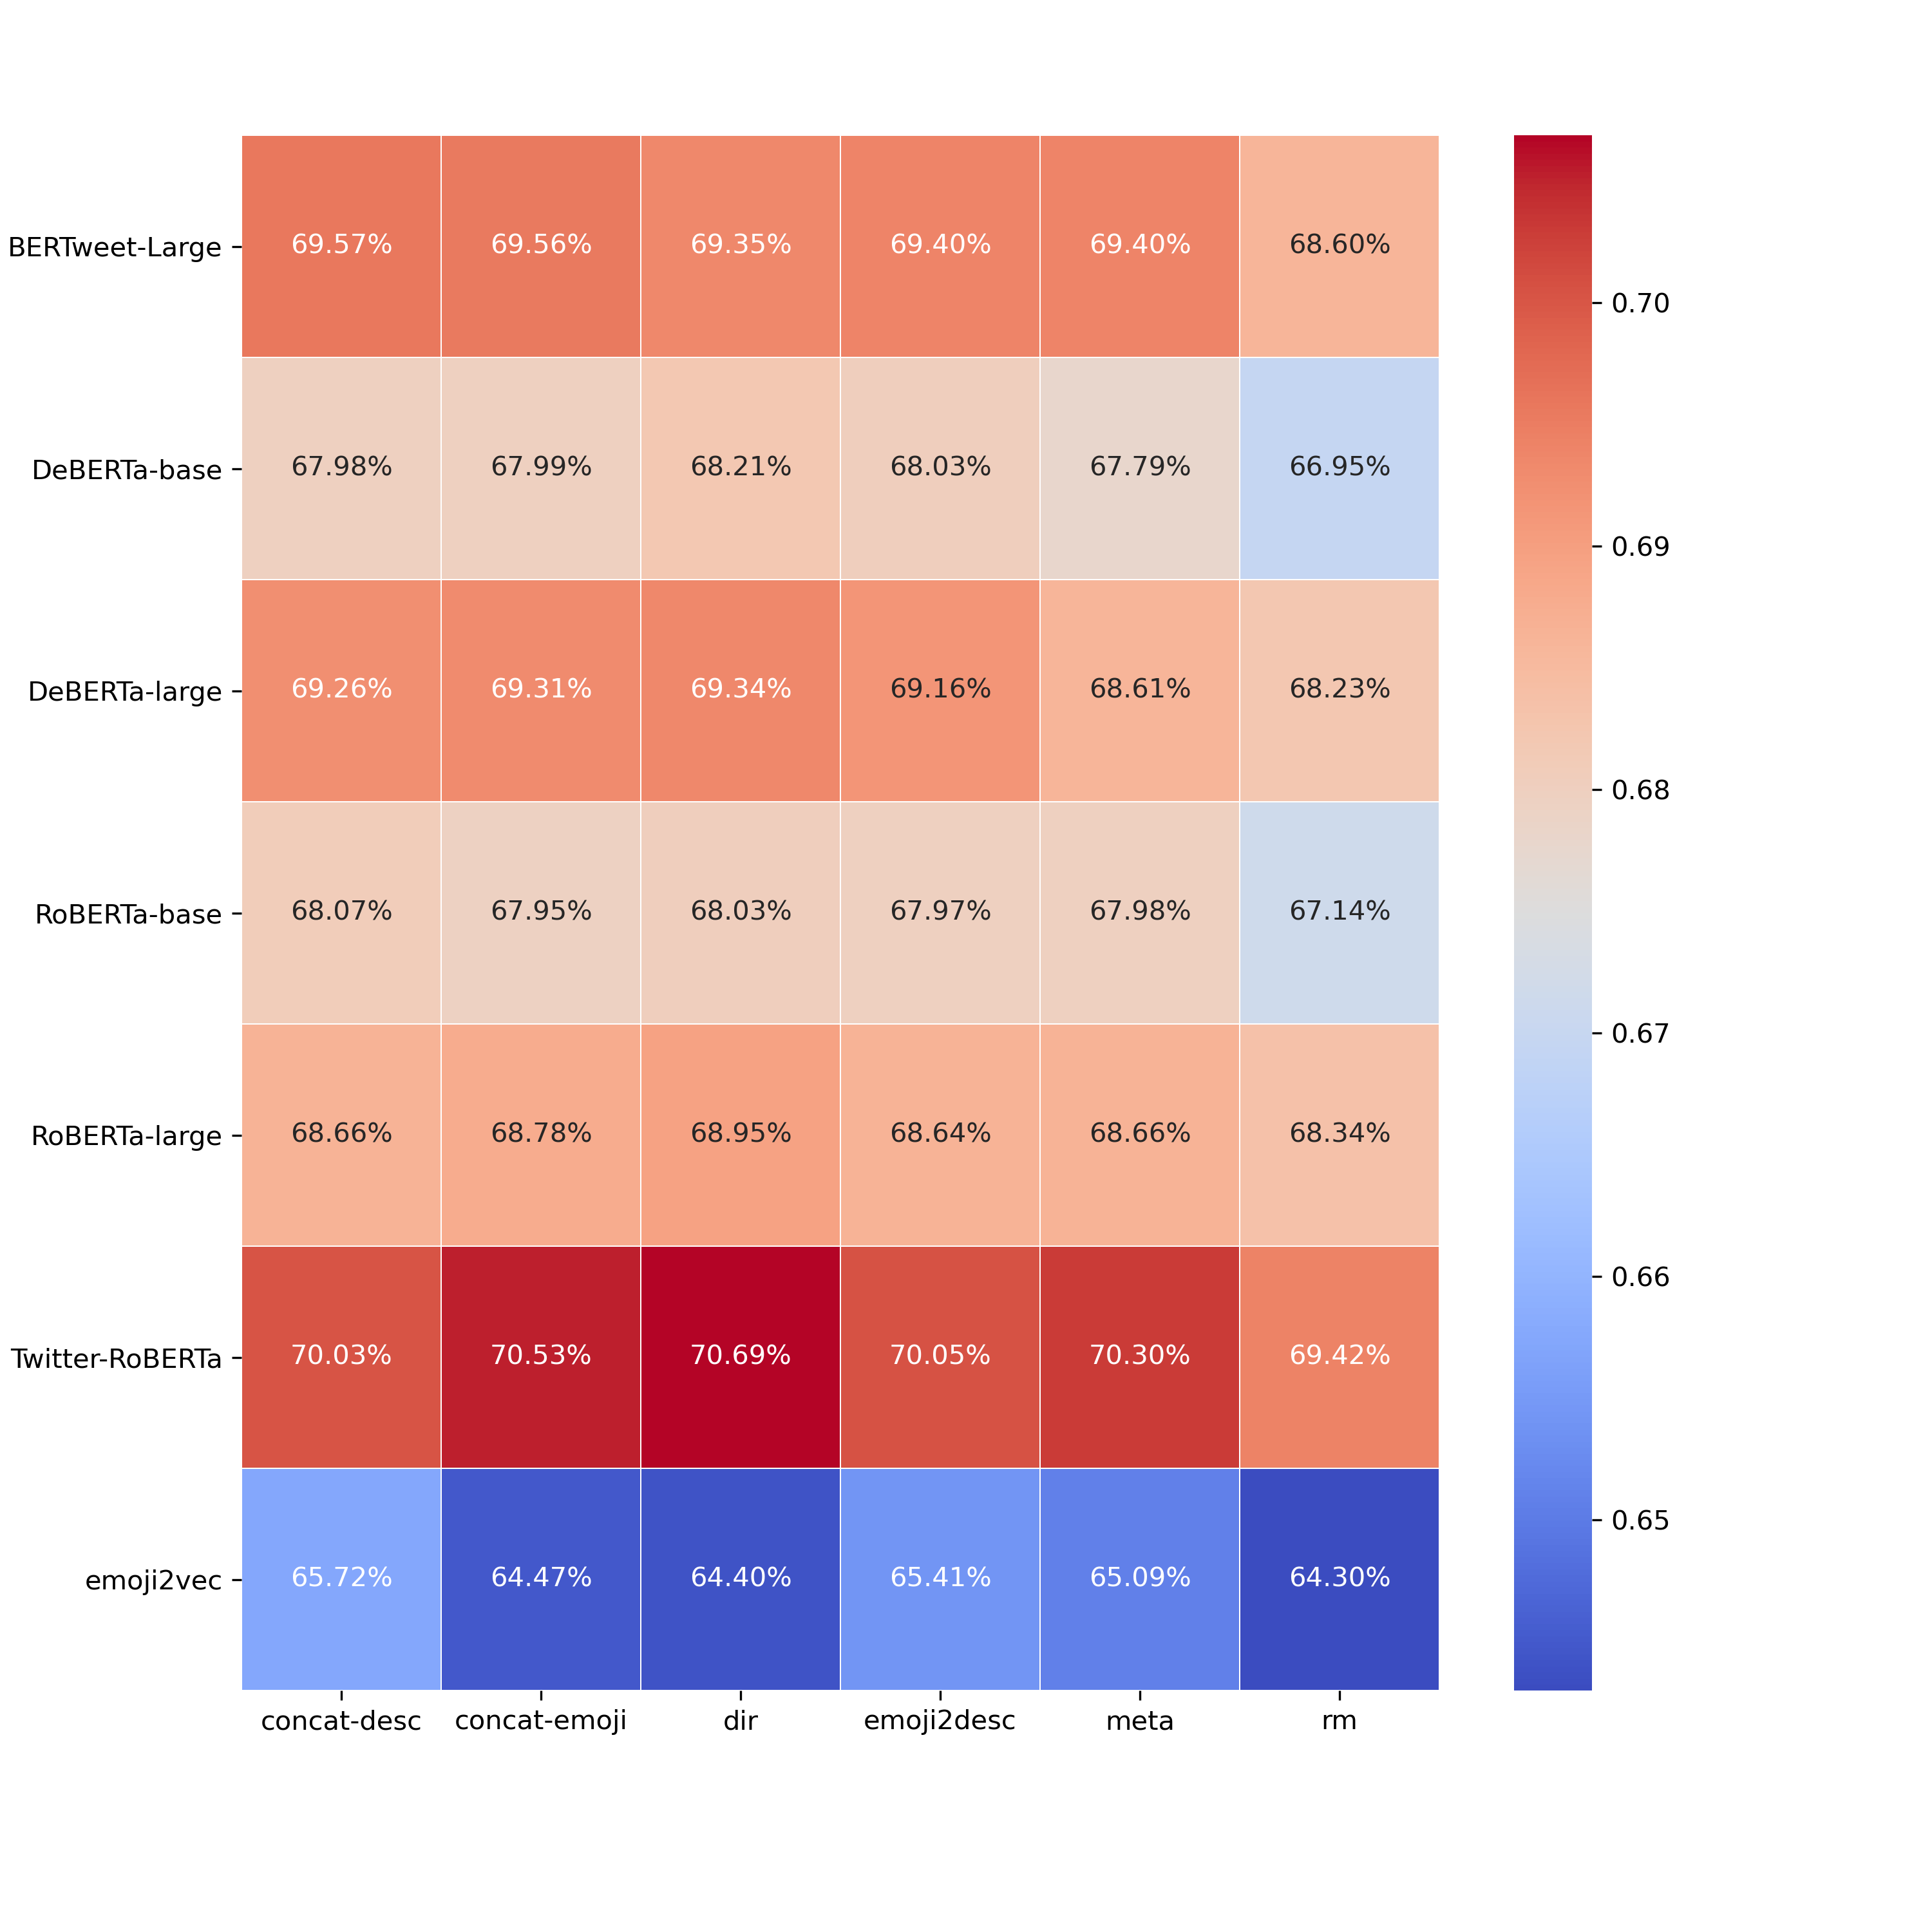 BERTweet-Large 69.57% 69.56% 69.35% 69.40% 69.40% 68.60%
DeBERTa-base 67.98% 67.99% 68.21% 68.03% 67.79% 66.95%
DeBERTa-large 69.26% 69.31% 69.34% 69.16% 68.61% 68.23%
RoBERTa-base 68.07% 67.95% 68.03% 67.97% 67.98% 67.14%
RoBERTa-large 68.66% 68.78% 68.95% 68.64% 68.66% 68.34%
Twitter-RoBERTa 70.03% 70.53% 70.69% 70.05% 70.30% 69.42%
emoji2vec 65.72% 64.47% 64.40% 65.41% 65.09% 64.30%
concat-desc concat-emoji dir emoji2desc meta rm
0.70
0.69
0.68
0.67
0.66
0.65